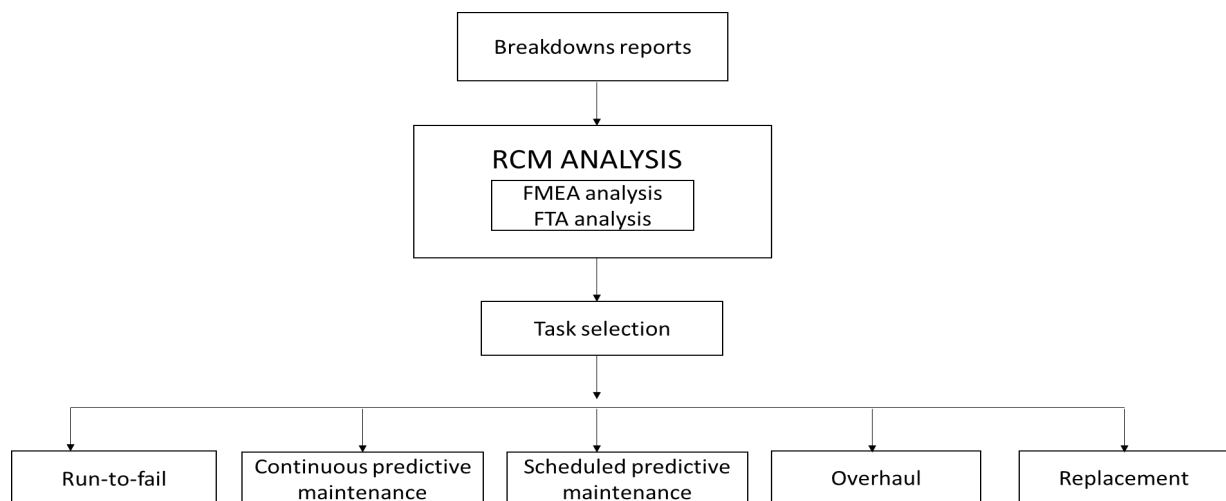 Breakdowns reports
RCM ANALYSIS
FMEA analysis
FTA analysis
Task selection
Run-to-fail
Continuous predictive
maintenance
Scheduled predictive
maintenance
Overhaul
Replacement